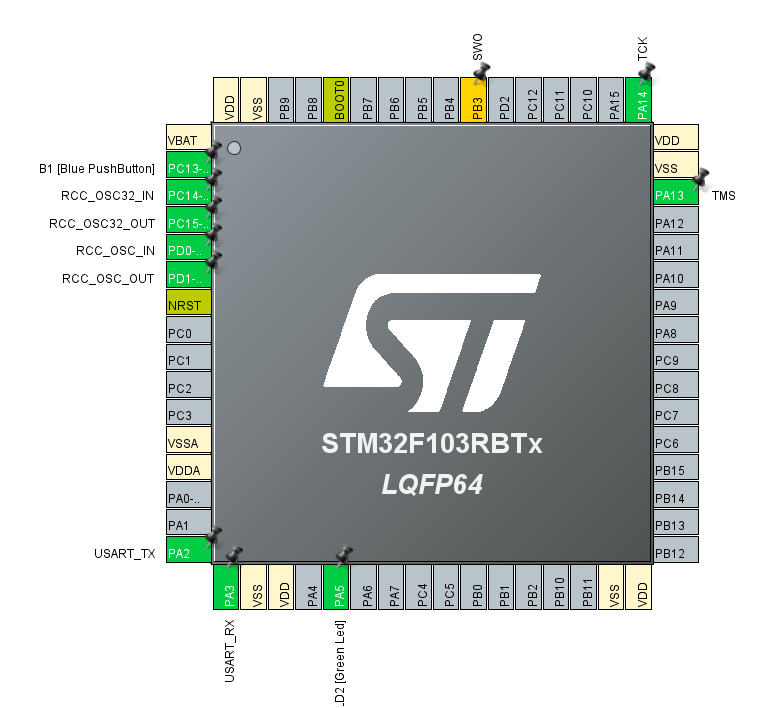 SWO
TCK
VDD
VSS
PB9
PB8
BOOT0
PB7
PB6
PB5
PB4
PB3
PD2
PC12
PC11
PC10
PA15
PA14
VBAT
B1 [Blue PushButton]
PC13-..
RCC_OSC32_IN
PC14-..
RCC_OSC32_OUT
PC15-..
RCC_OSC_IN
PD0-..
RCC_OSC_OUT
PD1-..
NRST
PC0
PC1
PC2
PC3
VSSA
VDDA
PA0-..
PA1
USART_TX
PA2
VDD
VSS
PA13
TMS
PA12
PA11
PA10
PA9
PA8
PC9
PC8
PC7
PC6
PB15
PB14
PB13
PB12
ST
STM32F103RBTx
LQFP64
PA3
VSS
VDD
PA4
PA5
PA6
PA7
PC4
PC5
PB0
PB1
PB2
PB10
PB11
VSS
VDD
USART_RX
LD2 [Green Led]